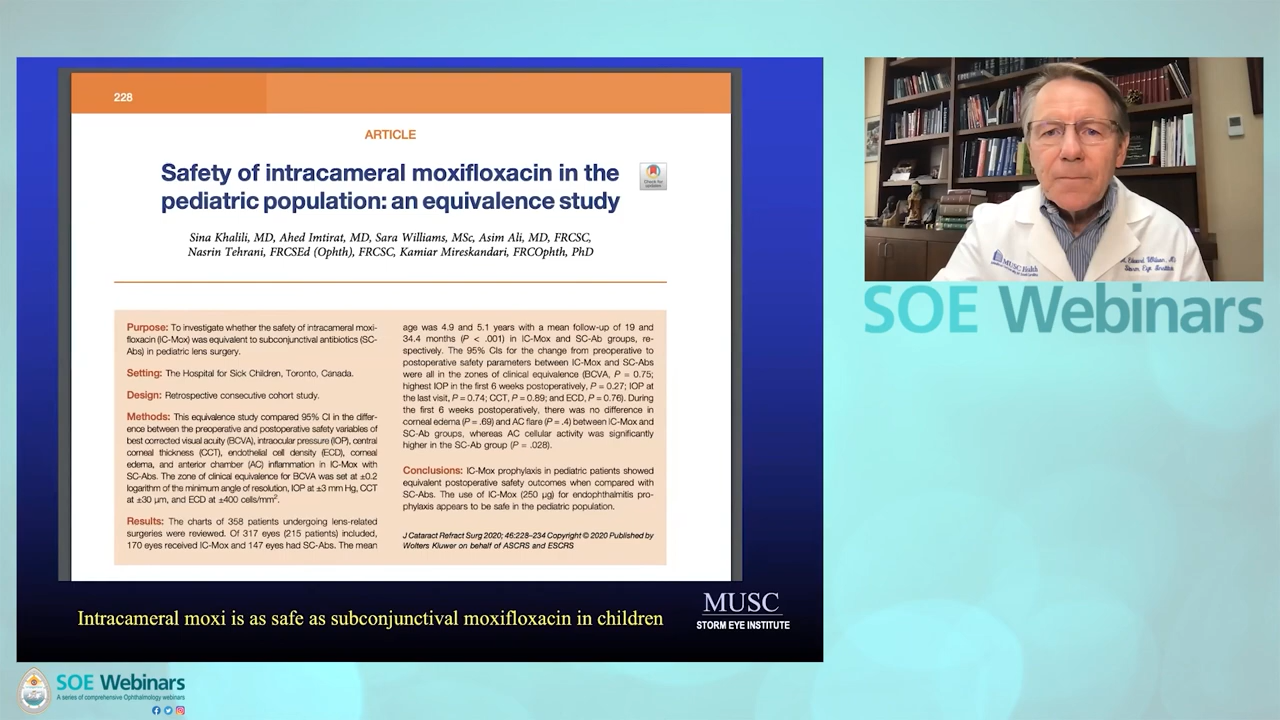 228
ARTICLE
Safety of intracameral moxifloxacin in the
pediatric population: an equivalence study
Check for
updates
Sina Khalili, MD, Ahed Imtirat, MD, Sara Williams, MSc, Asim Ali, MD, FRCSC,
Nasrin Tehrani, FRCSEd (Ophth), FRCSC, Kamiar Mireskandari, FRCOphth, PhD
Purpose: To investigate whether the safety of intracameral moxi-
floxacin (IC-Mox) was equivalent to subconjunctival antibiotics (SC-
Abs) in pediatric lens surgery.
Setting: The Hospital for Sick Children, Toronto, Canada.
Design: Retrospective consecutive cohort study.
Methods: This equivalence study compared 95% CI in the differ-
ence between the preoperative and postoperative safety variables of
best corrected visual acuity (BCVA), intraocular pressure (IOP), central
corneal thickness (CCT), endothelial cell density (ECD), corneal
edema, and anterior chamber (AC) inflammation in IC-Mox with
SC-Abs. The zone of clinical equivalence for BCVA was set at ±0.2
logarithm of the minimum angle of resolution, IOP at ±3 mm Hg, CCT
at ±30 μm, and ECD at ±400 cells/mm².
Results: The charts of 358 patients undergoing lens-related
surgeries were reviewed. Of 317 eyes (215 patients) included,
170 eyes received IC-Mox and 147 eyes had SC-Abs. The mean
age was 4.9 and 5.1 years with a mean follow-up of 19 and
34.4 months (P < .001) in IC-Mox and SC-Ab groups, re-
spectively. The 95% CIs for the change from preoperative to
postoperative safety parameters between IC-Mox and SC-Abs
were all in the zones of clinical equivalence (BCVA, P = 0.75;
highest IOP in the first 6 weeks postoperatively, P = 0.27; IOP at
the last visit, P = 0.74; CCT, P = 0.89; and ECD, P = 0.76). During
the first 6 weeks postoperatively, there was no difference in
corneal edema (P = .69) and AC flare (P = .4) between IC-Mox and
SC-Ab groups, whereas AC cellular activity was significantly
higher in the SC-Ab group (P = .028).
Conclusions: IC-Mox prophylaxis in pediatric patients showed
equivalent postoperative safety outcomes when compared with
SC-Abs. The use of IC-Mox (250 μg) for endophthalmitis pro-
phylaxis appears to be safe in the pediatric population.
J Cataract Refract Surg 2020; 46:228–234 Copyright © 2020 Published by
Wolters Kluwer on behalf of ASCRS and ESCRS
Intracameral moxi is as safe as subconjunctival moxifloxacin in children
MUSC
STORM EYE INSTITUTE
MUSC Health
Edward Wilson,
Storm Eye Institute
SOE Webinars
SOE Webinars
A series of comprehensive Ophthalmology webinars